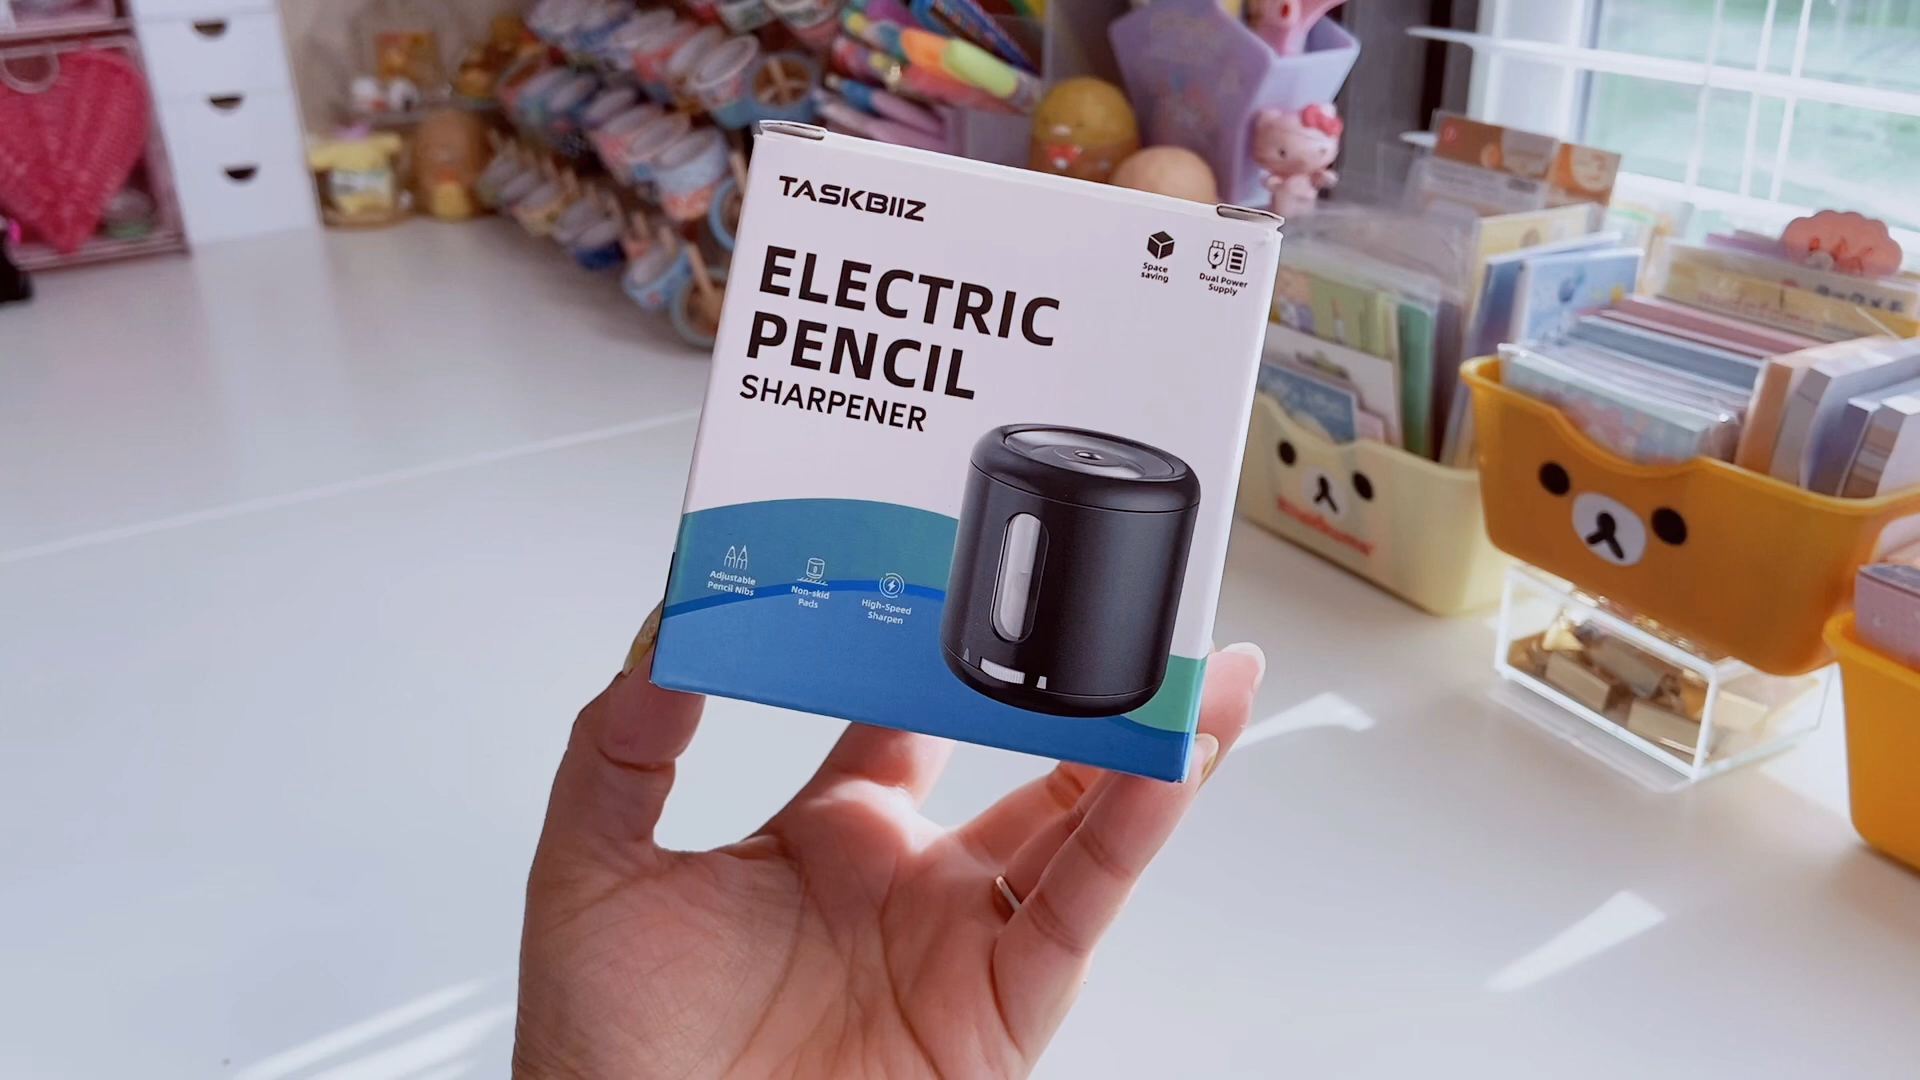 TASKBIIZ
ELECTRIC
PENCIL
SHARPENER
Space
saving
Dual Power
Supply
Adjustable
Pencil Nibs
Non-skid
Pads
High-Speed
Sharpen